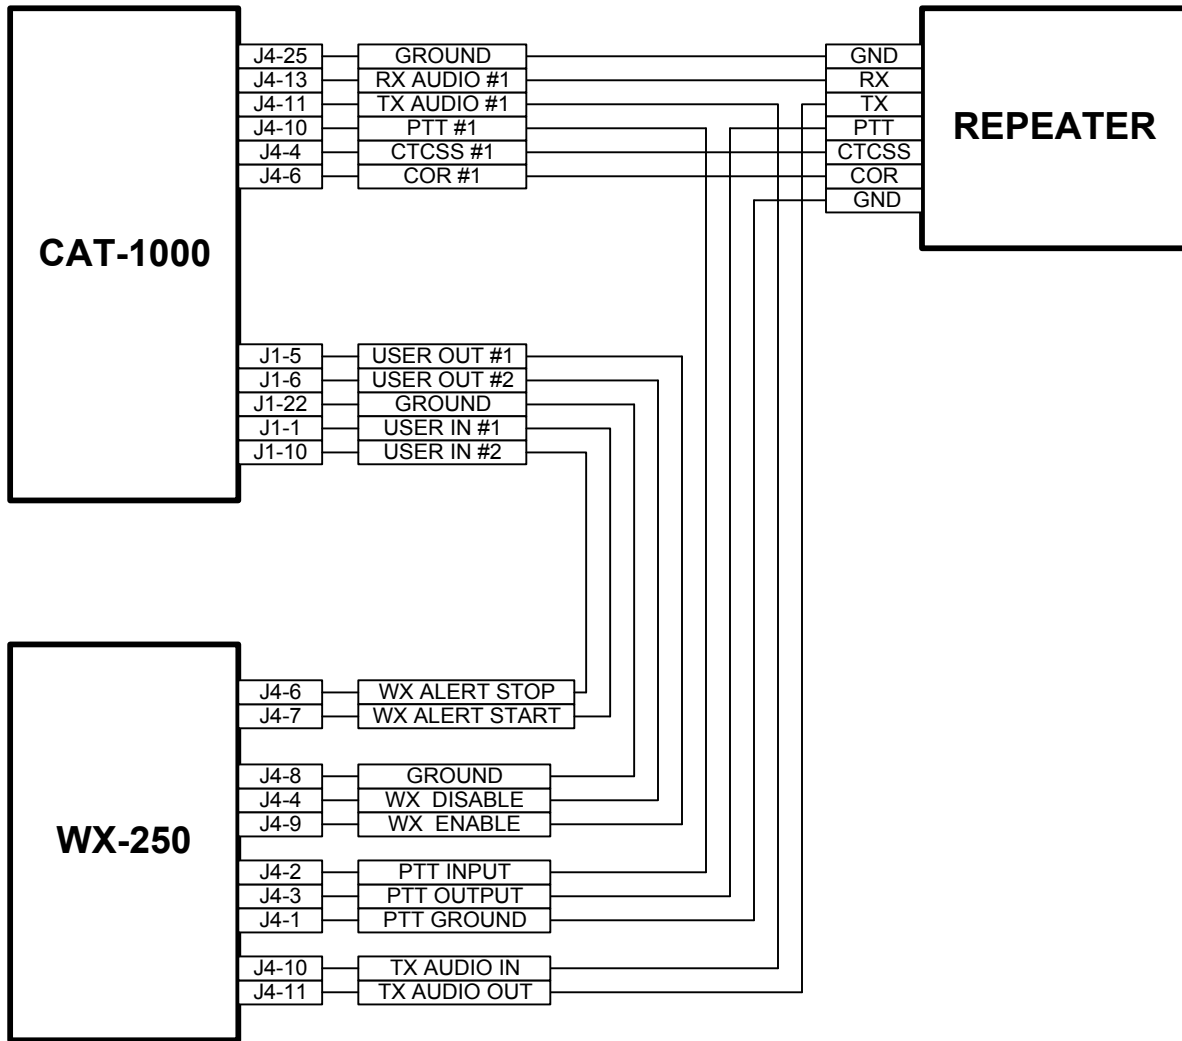 J4-25 GROUND GND
J4-13 RX AUDIO #1 RX
J4-11 TX AUDIO #1 TX
J4-10 PTT #1 PTT
J4-4 CTCSS #1 CTCSS
J4-6 COR #1 COR
GND
REPEATER
CAT-1000
J1-5 USER OUT #1
J1-6 USER OUT #2
J1-22 GROUND
J1-1 USER IN #1
J1-10 USER IN #2
J4-6 WX ALERT STOP
J4-7 WX ALERT START
J4-8 GROUND
J4-4 WX DISABLE
J4-9 WX ENABLE
WX-250
J4-2 PTT INPUT
J4-3 PTT OUTPUT
J4-1 PTT GROUND
J4-10 TX AUDIO IN
J4-11 TX AUDIO OUT